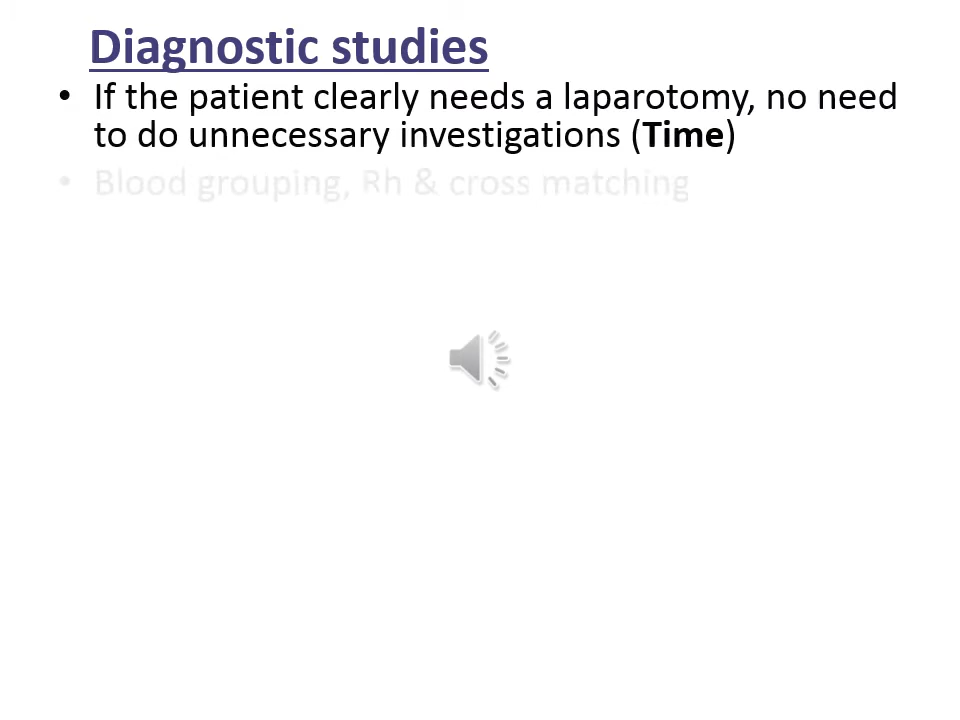 Diagnostic studies
• If the patient clearly needs a laparotomy, no need
to do unnecessary investigations (Time)
• Blood grouping, Rh & cross matching